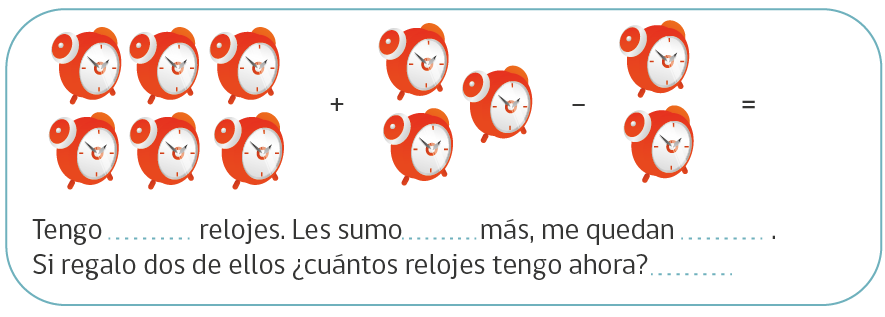 + – =
Tengo ......... relojes. Les sumo ........ más, me quedan ......... .
Si regalo dos de ellos ¿cuántos relojes tengo ahora? .........